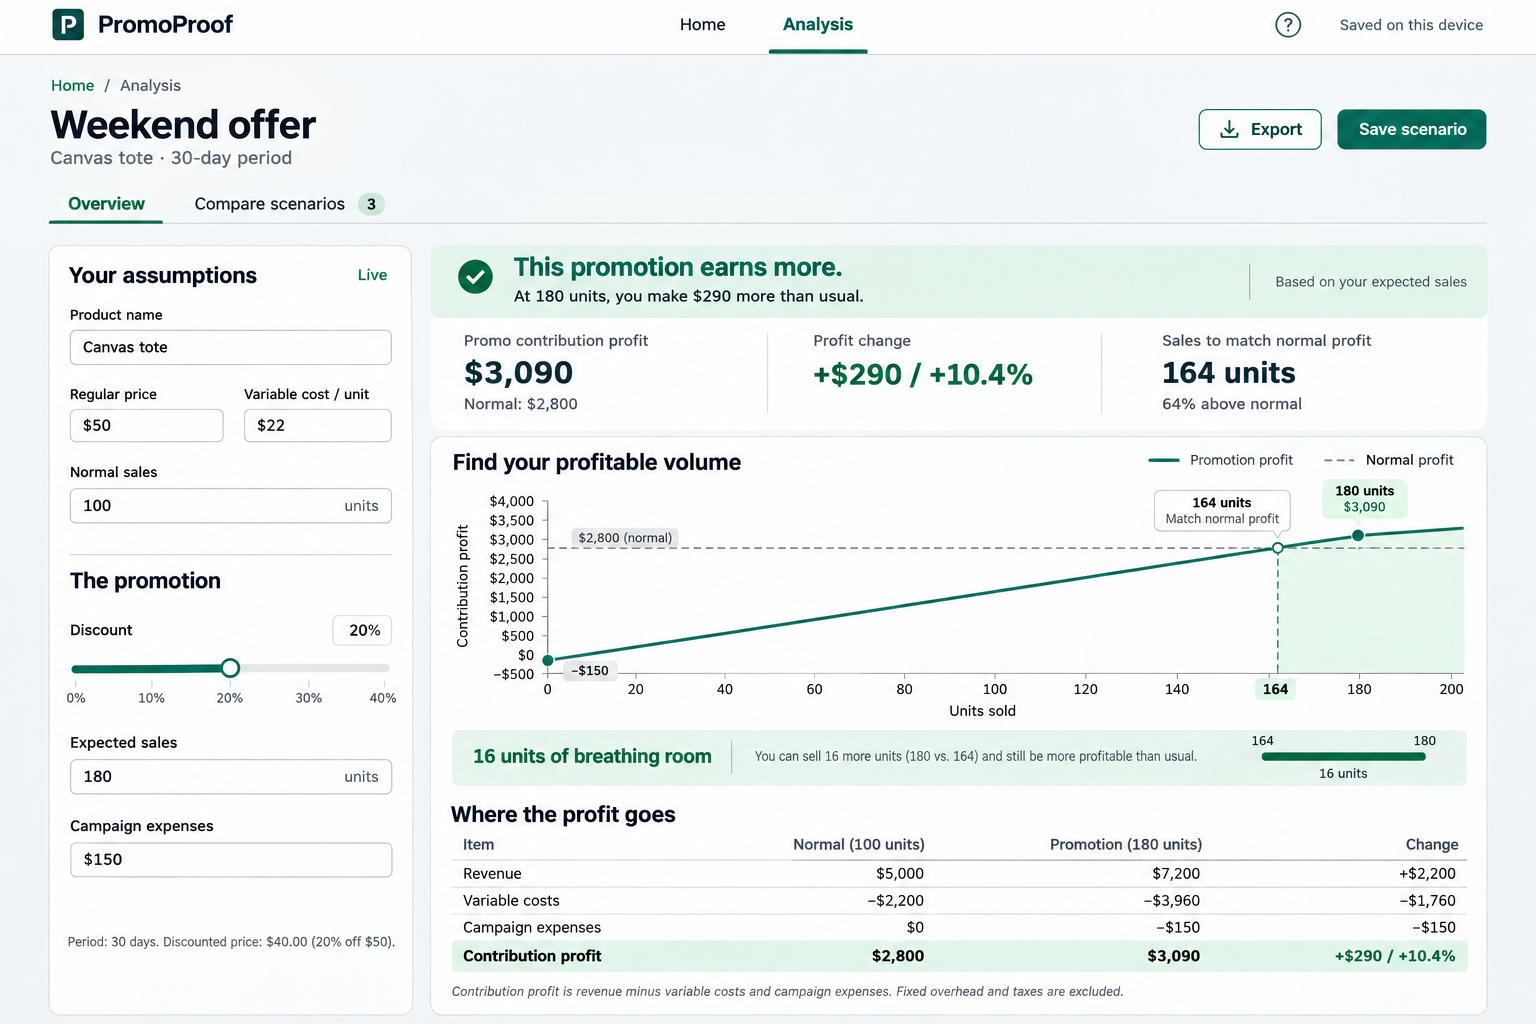 P PromoProof
Home
Analysis
?
Saved on this device
Home / Analysis
Weekend offer
Canvas tote · 30-day period
Export
Save scenario
Overview
Compare scenarios 3
Your assumptions
Live
Product name
Canvas tote
Regular price
Variable cost / unit
$50
$22
Normal sales
100 units
The promotion
Discount
20%
0% 10% 20% 30% 40%
Expected sales
180 units
Campaign expenses
$150
Period: 30 days. Discounted price: $40.00 (20% off $50).
This promotion earns more.
At 180 units, you make $290 more than usual.
Based on your expected sales
Promo contribution profit
$3,090
Normal: $2,800
Profit change
+$290 / +10.4%
Sales to match normal profit
164 units
64% above normal
Find your profitable volume
Promotion profit
Normal profit
Contribution profit
$4,000
$3,500
$3,000
$2,500
$2,000
$1,500
$1,000
$500
$0
−$500
$2,800 (normal)
−$150
164 units
Match normal profit
180 units
$3,090
0 20 40 60 80 100 120 140 164 180 200
Units sold
16 units of breathing room
You can sell 16 more units (180 vs. 164) and still be more profitable than usual.
164 180
16 units
Where the profit goes
Item Normal (100 units) Promotion (180 units) Change
Revenue $5,000 $7,200 +$2,200
Variable costs −$2,200 −$3,960 −$1,760
Campaign expenses $0 −$150 −$150
Contribution profit $2,800 $3,090 +$290 / +10.4%
Contribution profit is revenue minus variable costs and campaign expenses. Fixed overhead and taxes are excluded.